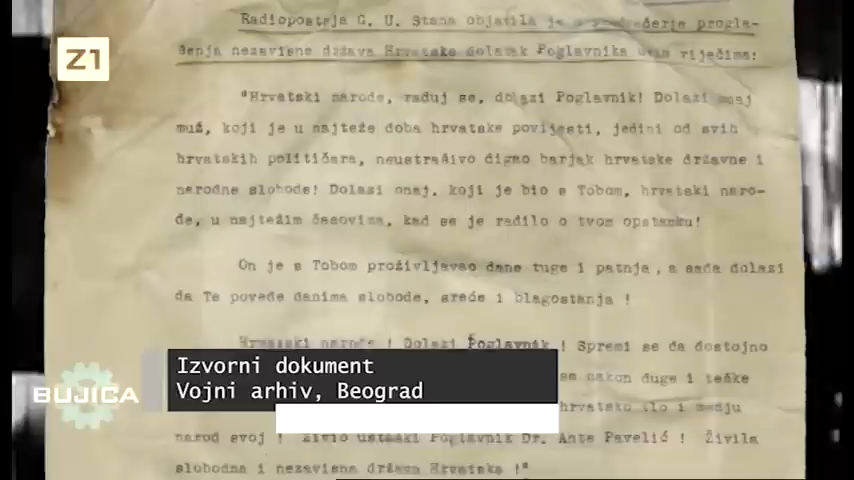 Radiopostaja G. U. Stana objavila je
progla-
šenja nezavisne država Hrvatske dolazak Poglavnika ovim riječima:
Z1
"Hrvatski narode, raduj se, dolazi Poglavnik! Dolazi onaj
muž, koji je u najteže doba hrvatske povijesti, jedini od svih
hrvatskih političara, neustrašivo digao barjak hrvatske državne i
narodne slobode! Dolazi onaj, koji je bio s Tobom, hrvatski naro-
de, u najtežim časovima, kad se je radilo o tvom opstanku!
On je s Tobom proživljavao dane tuge i patnja, a sada dolazi
da Te povede danima slobode, sreće i blagostanja !
Hrvatski narode ! Dolazi Poglavnik ! Spremi se da dostojno
nakon duge i teške
hrvatsko tlo i medju
narod svoj ! Živio ustaški Poglavnik Dr. Ante Pavelić ! Živila
slobodna i nezavisna država Hrvatska !"
Izvorni dokument
Vojni arhiv, Beograd
BUJICA